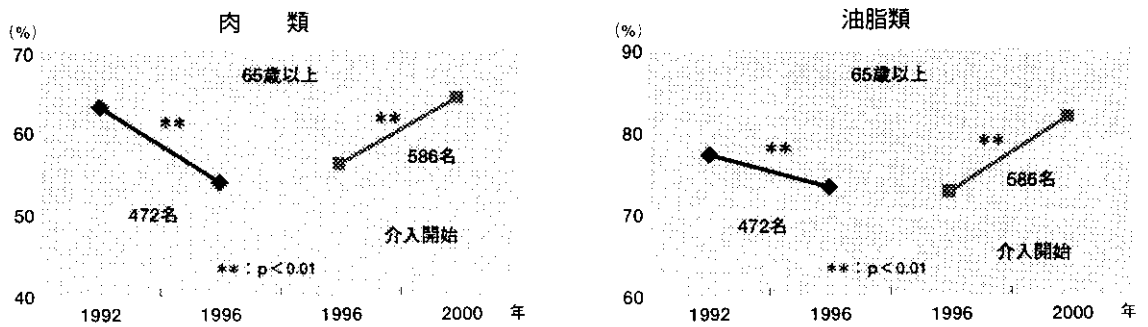 肉 類
(%)
70
65歳以上
**
**
60
586名
472名
50
介入開始
**：p＜0.01
40
1992 1996 1996 2000 年
油脂類
(%)
90
65歳以上
**
80
**
586名
70
472名
介入開始
**：p＜0.01
60
1992 1996 1996 2000 年